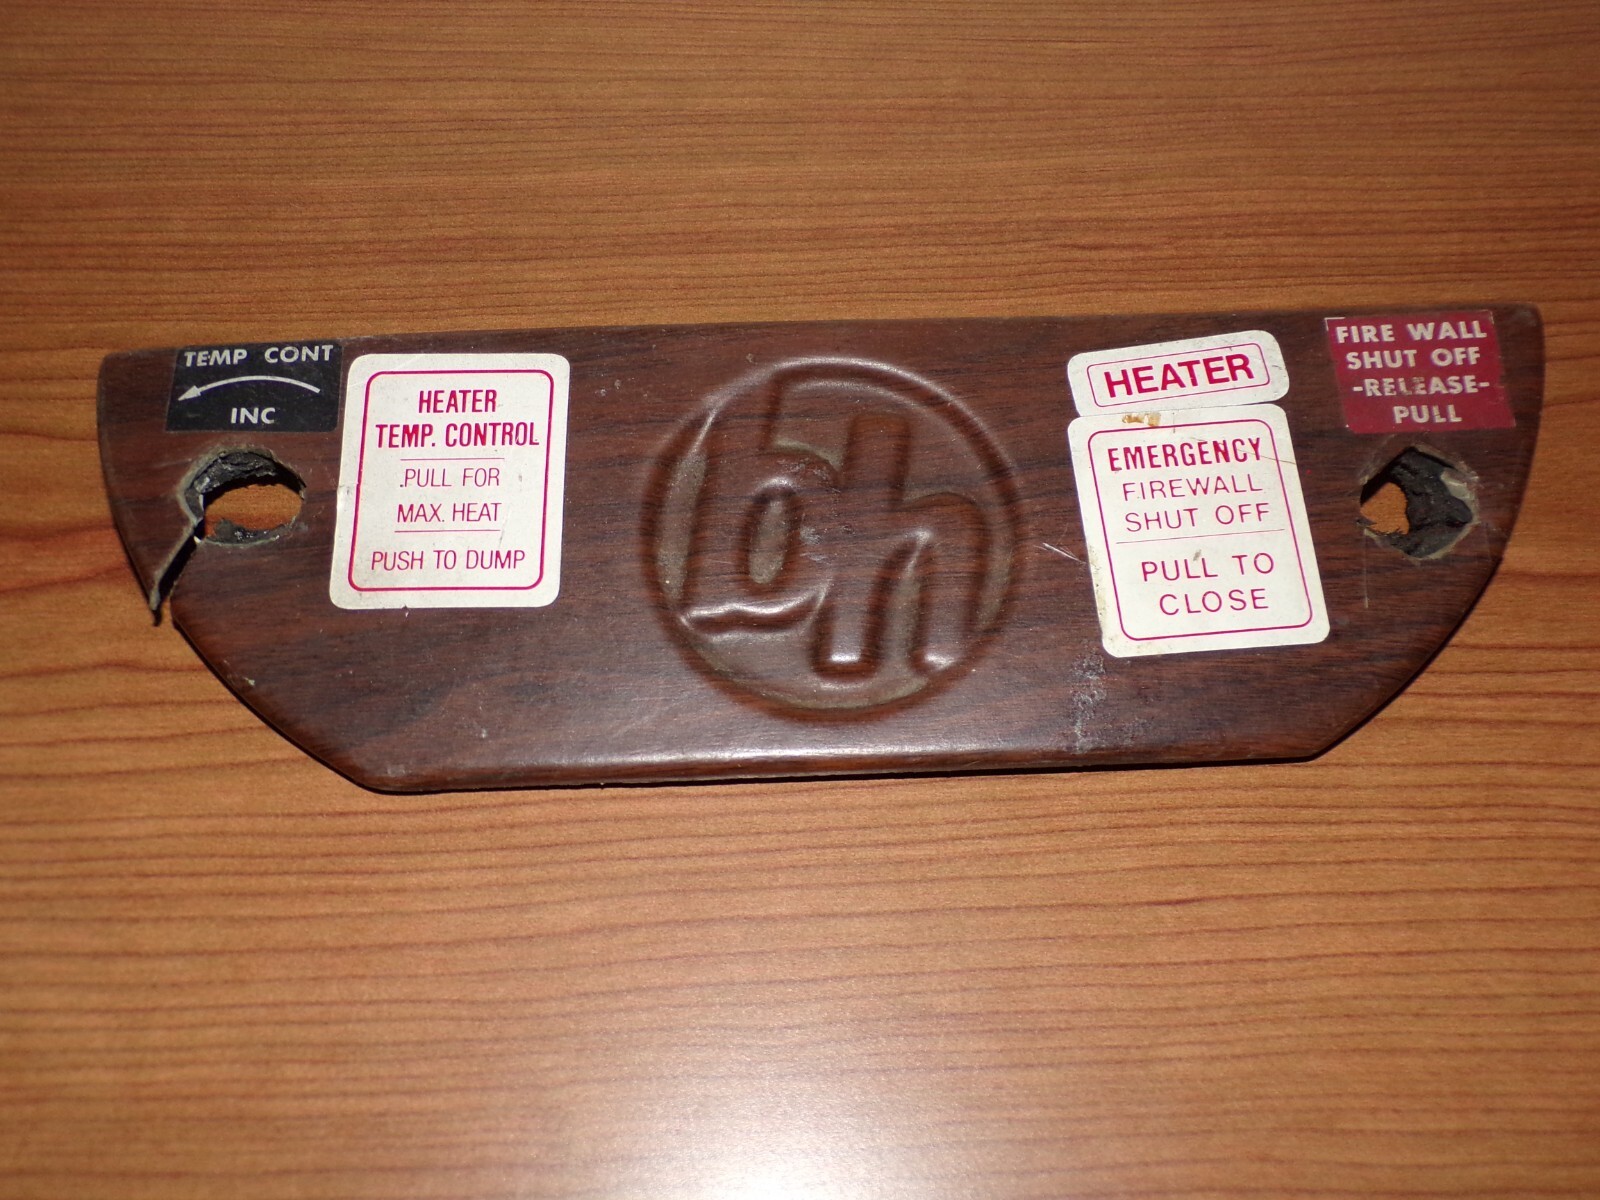 TEMP CONT
INC
HEATER
TEMP. CONTROL
PULL FOR
MAX. HEAT
PUSH TO DUMP
bh
HEATER
EMERGENCY
FIREWALL
SHUT OFF
PULL TO
CLOSE
FIRE WALL
SHUT OFF
-RELEASE-
PULL